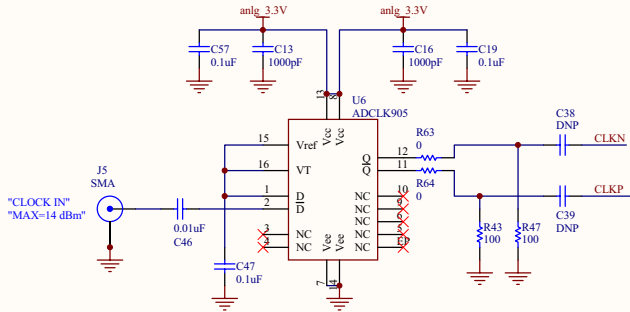 anlg_3.3V
anlg_3.3V
C57
0.1uF
C13
1000pF
C16
1000pF
C19
0.1uF
U6
ADCLK905
13
8
Vcc
Vcc
15
Vref
16
VT
1
D
2
D
3
NC
4
NC
Q
12
Q
11
NC
10
NC
9
NC
6
NC
5
EP
Vee
Vee
7
14
R63
0
R64
0
C38
DNP
CLKN
CLKP
C39
DNP
R43
100
R47
100
J5
SMA
"CLOCK IN"
"MAX=14 dBm"
0.01uF
C46
C47
0.1uF